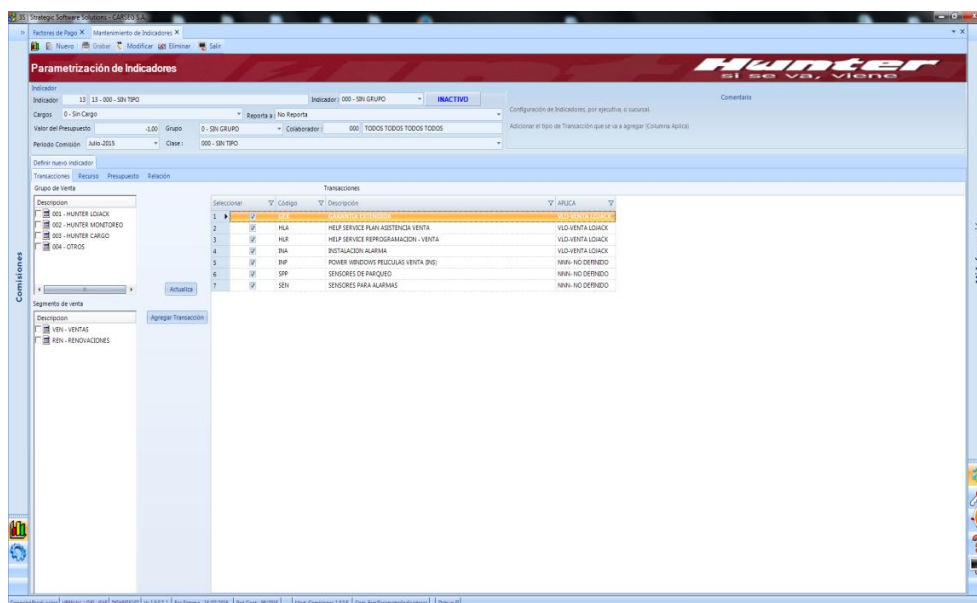 3S | Strategic Software Solutions - CARSEG S.A.
Factores de Pago X Mantenimiento de Indicadores X
Nuevo Grabar Modificar Eliminar Salir
Parametrización de Indicadores
Hunter
si se va, viene
Indicador
Indicador 13 13 - 000 - SIN TIPO Indicador : 000 - SIN GRUPO INACTIVO
Comentario
Cargos 0 - Sin Cargo Reporta a : No Reporta
Configuración de Indicadores, por ejecutiva, o sucursal.
Valor del Presupuesto -1.00 Grupo 0 - SIN GRUPO Colaborador : 000 TODOS TODOS TODOS TODOS
Adicionar el tipo de Transacción que se va a agregar (Columna Aplica)
Periodo Comisión Julio-2015 Clase : 000 - SIN TIPO
Definir nuevo indicador
Transacciones Recurso Presupuesto Relación
Grupo de Venta
Transacciones
Descripcion
Seleccionar Código Descripción APLICA
001 - HUNTER LOJACK
002 - HUNTER MONITOREO
003 - HUNTER CARGO
004 - OTROS
1 GARANTIA EXTENDIDA VLO-VENTA LOJACK
2 HLA HELP SERVICE PLAN ASISTENCIA VENTA VLO-VENTA LOJACK
3 HLR HELP SERVICE REPROGRAMACION - VENTA VLO-VENTA LOJACK
4 INA INSTALACION ALARMA VLO-VENTA LOJACK
5 INP POWER WINDOWS PELICULAS VENTA (INS) NNN- NO DEFINIDO
6 SPP SENSORES DE PARQUEO NNN- NO DEFINIDO
7 SEN SENSORES PARA ALARMAS NNN- NO DEFINIDO
Actualiza
Segmento de venta
Descripcion
Agregar Transacción
VEN - VENTAS
REN - RENOVACIONES
Comisiones